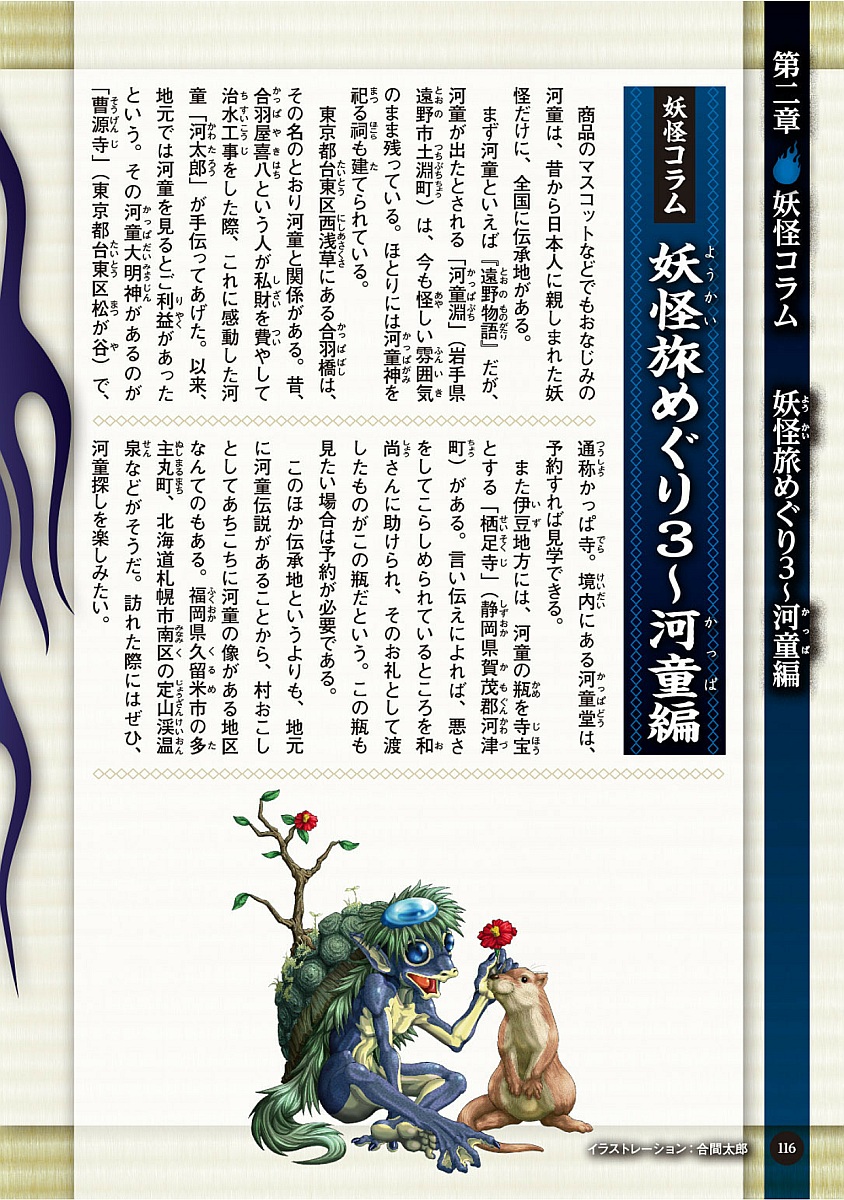 第二章 妖怪コラム 妖怪旅めぐり3~河童編
妖怪コラム
妖怪旅めぐり3~河童編
商品のマスコットなどでもおなじみの
河童は、昔から日本人に親しまれた妖
怪だけに、全国に伝承地がある。
まず河童といえば『遠野物語』だが、
河童が出たとされる「河童淵」（岩手県
遠野市土淵町）は、今も怪しい雰囲気
のまま残っている。ほとりには河童神を
祀る祠も建てられている。
東京都台東区西浅草にある合羽橋は、
その名のとおり河童と関係がある。昔、
合羽屋喜八という人が私財を費やして
治水工事をした際、これに感動した河
童「河太郎」が手伝ってあげた。以来、
地元では河童を見るとご利益があった
という。その河童大明神があるのが
「曹源寺」（東京都台東区松が谷）で、
通称かっぱ寺。境内にある河童堂は、
予約すれば見学できる。
また伊豆地方には、河童の瓶を寺宝
とする「栖足寺」（静岡県賀茂郡河津
町）がある。言い伝えによれば、悪さ
をしてこらしめられているところを和
尚さんに助けられ、そのお礼として渡
したものがこの瓶だという。この瓶も
見たい場合は予約が必要である。
このほか伝承地というよりも、地元
に河童伝説があることから、村おこし
としてあちこちに河童の像がある地区
なんてのもある。福岡県久留米市の多
主丸町、北海道札幌市南区の定山渓温
泉などがそうだ。訪れた際にはぜひ、
河童探しを楽しみたい。
イラストレーション：合間太郎
116